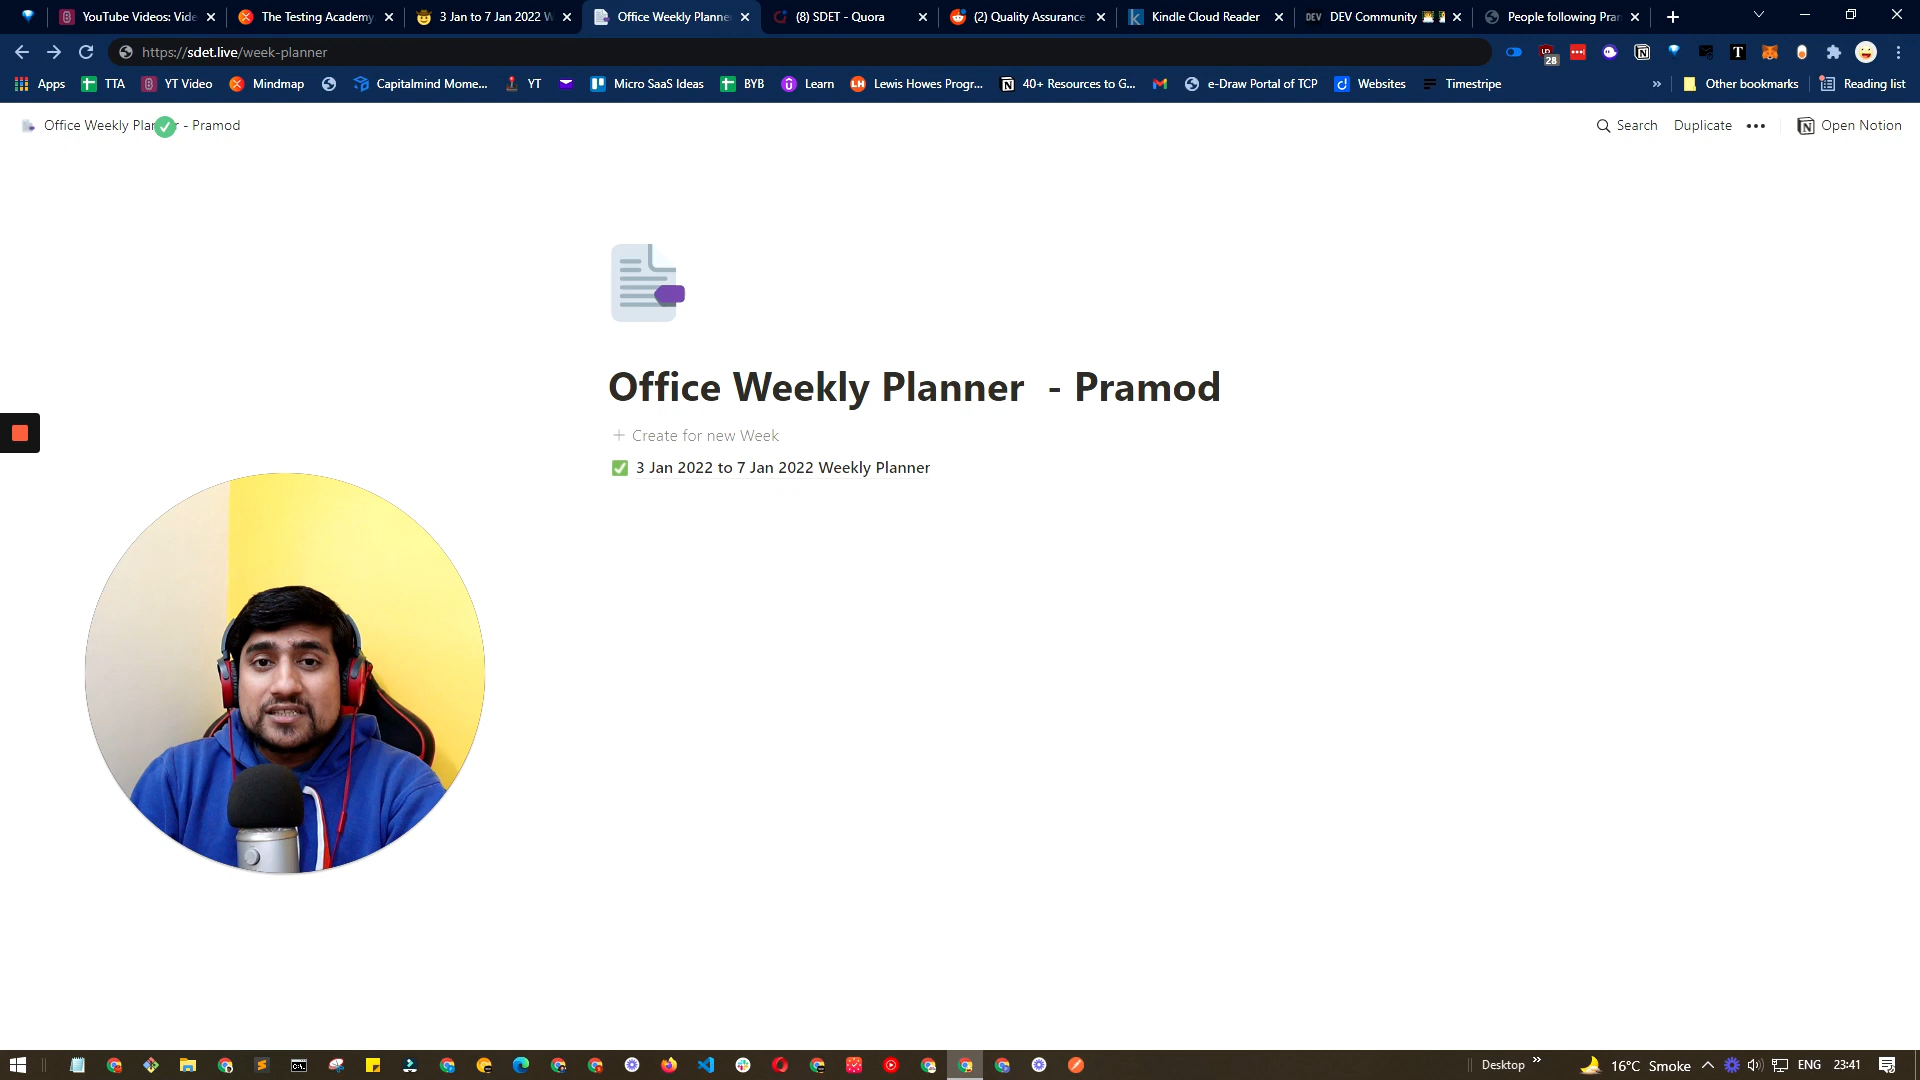 YouTube Videos: Vide
The Testing Academy
3 Jan to 7 Jan 2022 W
Office Weekly Planne
(8) SDET - Quora
(2) Quality Assurance
Kindle Cloud Reader
DEV Community
People following Pra
https://sdet.live/week-planner
28
Apps
TTA
YT Video
Mindmap
Capitalmind Mome...
YT
Micro SaaS Ideas
BYB
Learn
LH
Lewis Howes Progr...
40+ Resources to G...
e-Draw Portal of TCP
Websites
Timestripe
»
Other bookmarks
Reading list
Office Weekly Plan
- Pramod
Search
Duplicate
Open Notion
Office Weekly Planner - Pramod
+ Create for new Week
3 Jan 2022 to 7 Jan 2022 Weekly Planner
Desktop
16°C Smoke
ENG
23:41